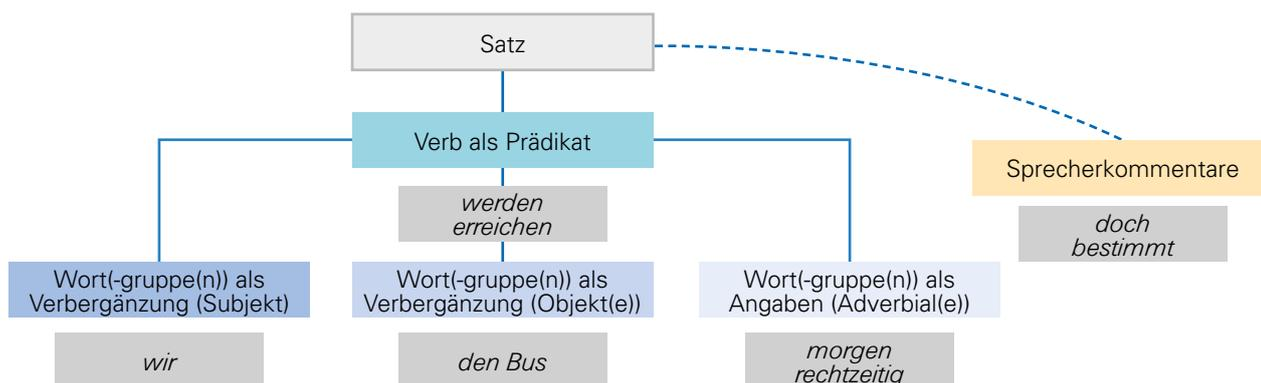 Satz
Verb als Prädikat
Sprecherkommentare
werden
erreichen
doch
bestimmt
Wort(-gruppe(n)) als
Verbergänzung (Subjekt)
Wort(-gruppe(n)) als
Verbergänzung (Objekt(e))
Wort(-gruppe(n)) als
Angaben (Adverbial(e))
wir
den Bus
morgen
rechtzeitig